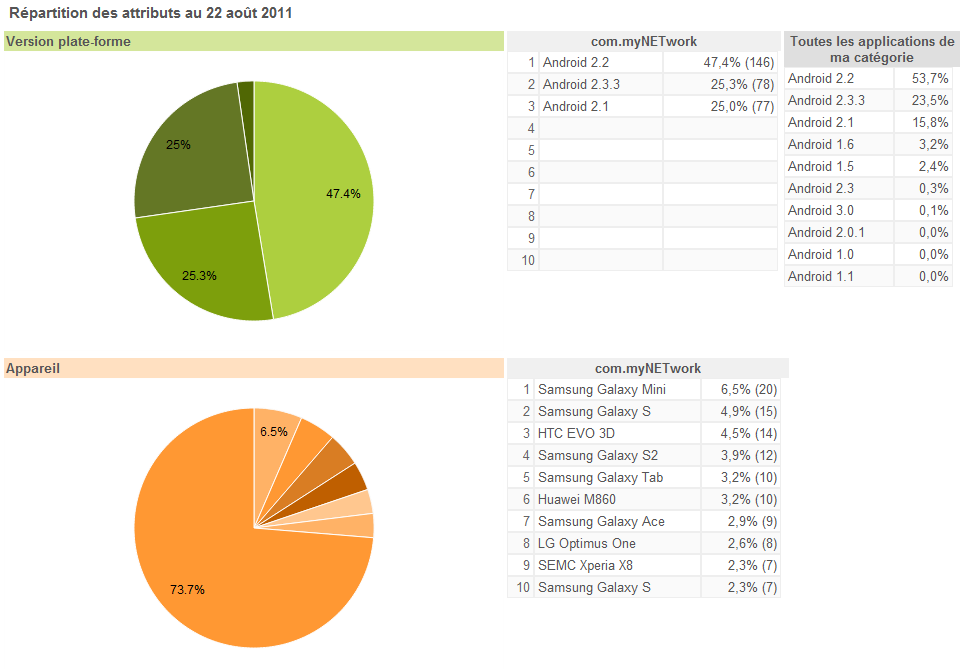 Répartition des attributs au 22 août 2011
Version plate-forme
47.4%
25.3%
25%
com.myNETwork
1 Android 2.2 47,4% (146)
2 Android 2.3.3 25,3% (78)
3 Android 2.1 25,0% (77)
4
5
6
7
8
9
10
Toutes les applications de
ma catégorie
Android 2.2 53,7%
Android 2.3.3 23,5%
Android 2.1 15,8%
Android 1.6 3,2%
Android 1.5 2,4%
Android 2.3 0,3%
Android 3.0 0,1%
Android 2.0.1 0,0%
Android 1.0 0,0%
Android 1.1 0,0%
Appareil
6.5%
73.7%
com.myNETwork
1 Samsung Galaxy Mini 6,5% (20)
2 Samsung Galaxy S 4,9% (15)
3 HTC EVO 3D 4,5% (14)
4 Samsung Galaxy S2 3,9% (12)
5 Samsung Galaxy Tab 3,2% (10)
6 Huawei M860 3,2% (10)
7 Samsung Galaxy Ace 2,9% (9)
8 LG Optimus One 2,6% (8)
9 SEMC Xperia X8 2,3% (7)
10 Samsung Galaxy S 2,3% (7)